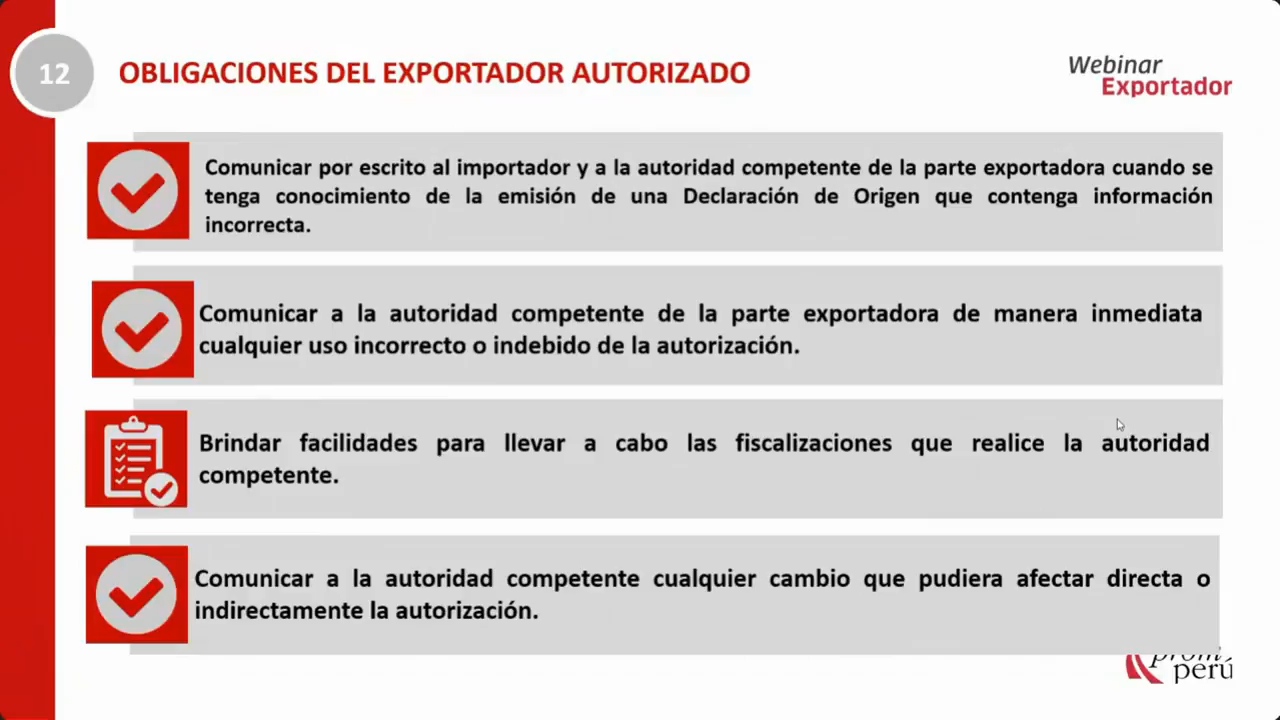 12
OBLIGACIONES DEL EXPORTADOR AUTORIZADO
Webinar
Exportador
Comunicar por escrito al importador y a la autoridad competente de la parte exportadora cuando se
tenga conocimiento de la emisión de una Declaración de Origen que contenga información
incorrecta.
Comunicar a la autoridad competente de la parte exportadora de manera inmediata
cualquier uso incorrecto o indebido de la autorización.
Brindar facilidades para llevar a cabo las fiscalizaciones que realice la autoridad
competente.
Comunicar a la autoridad competente cualquier cambio que pudiera afectar directa o
indirectamente la autorización.
prom
perú